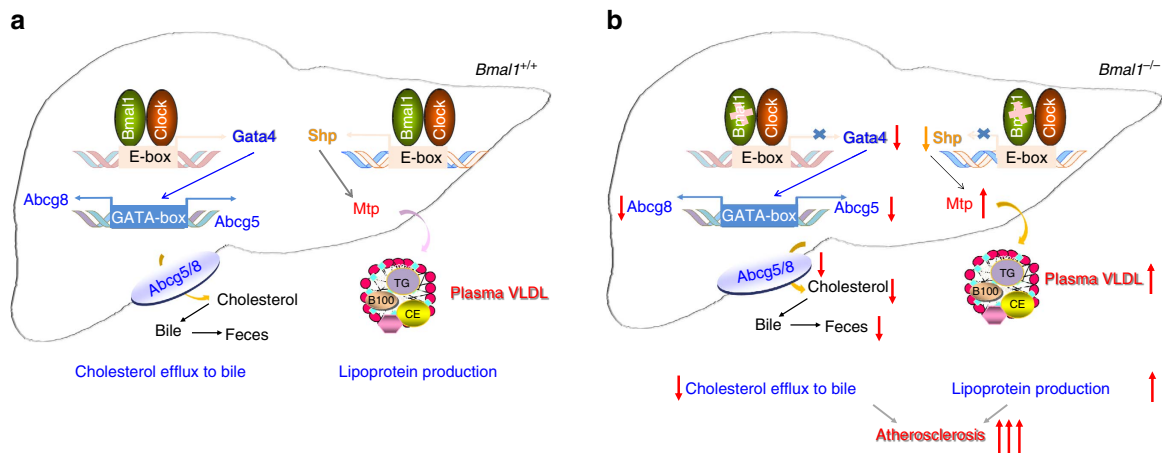 a
Bmal1+/+
Bmal1
Clock
E-box
Gata4
Shp
Bmal1
Clock
E-box
Abcg8
GATA-box
Abcg5
Mtp
Abcg5/8
Cholesterol
Bile
Feces
TG
B100
CE
Plasma VLDL
Cholesterol efflux to bile
Lipoprotein production
b
Bmal1–/–
Bmal1
Clock
E-box
Gata4
Shp
Bmal1
Clock
E-box
Abcg8
GATA-box
Abcg5
Mtp
Abcg5/8
Cholesterol
Bile
Feces
TG
B100
CE
Plasma VLDL
Cholesterol efflux to bile
Lipoprotein production
Atherosclerosis